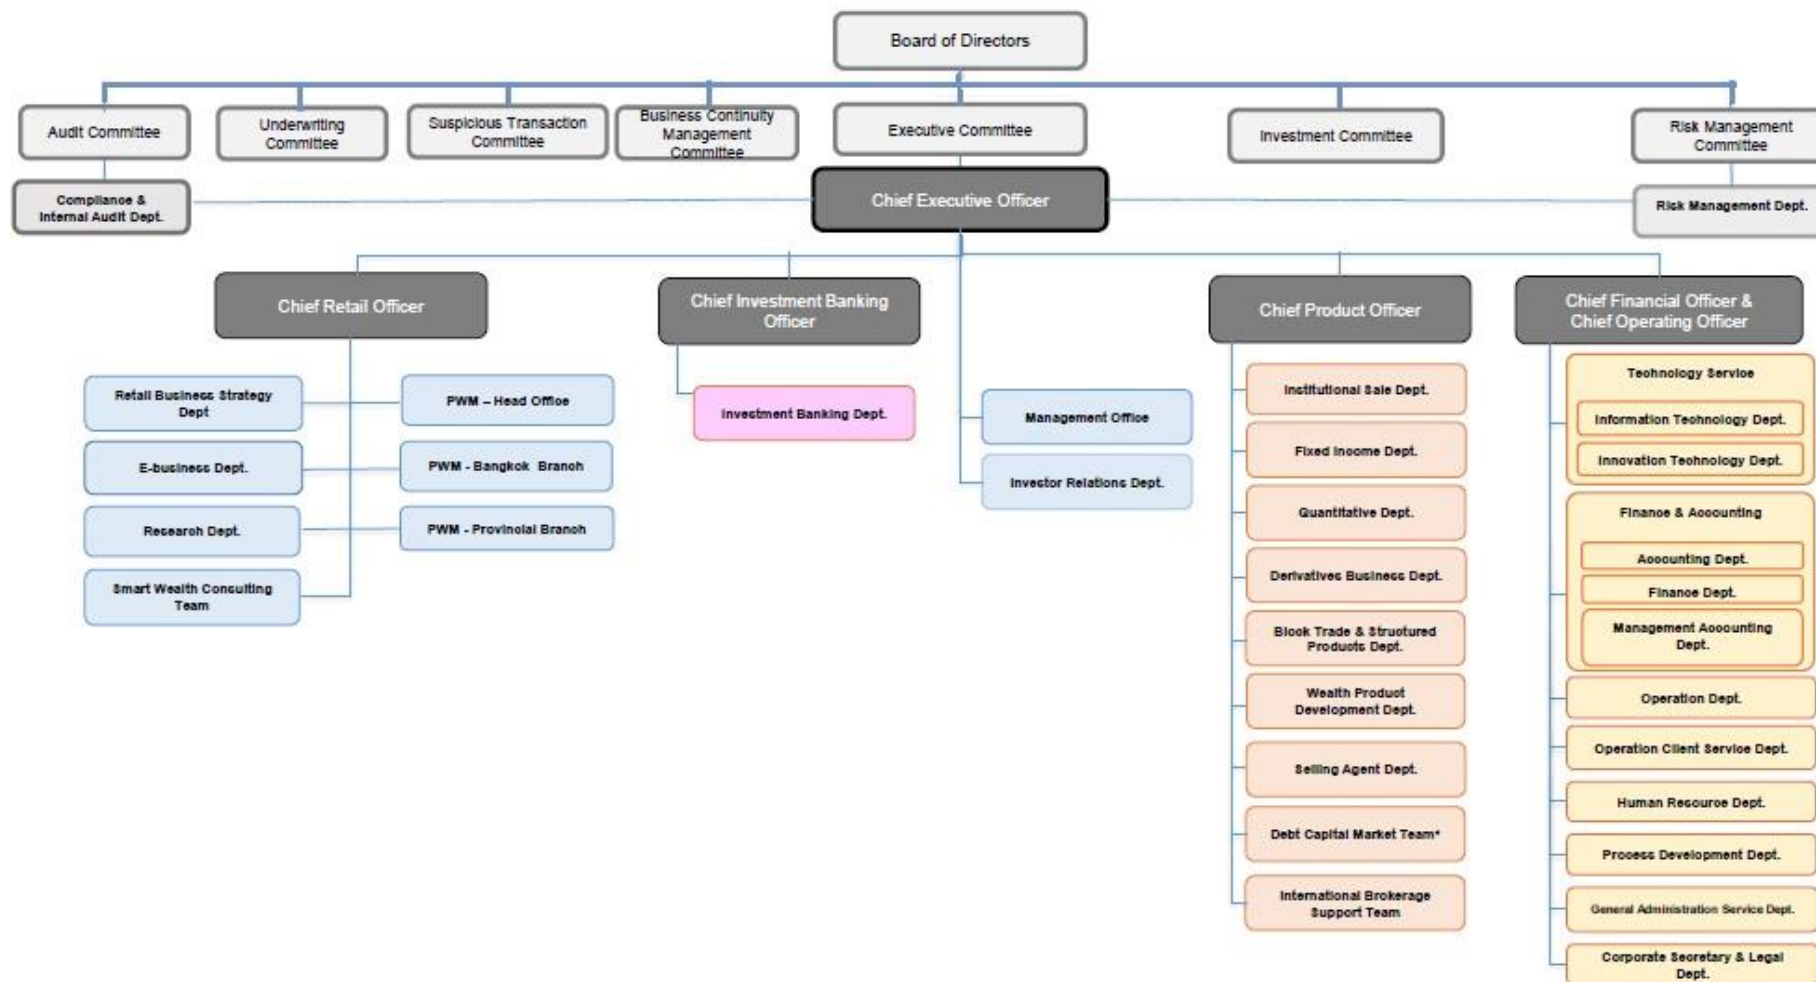 Board of Directors
Audit Committee
Underwriting
Committee
Suspicious Transaction
Committee
Business Continuity
Management
Committee
Executive Committee
Investment Committee
Risk Management
Committee
Compliance &
Internal Audit Dept.
Chief Executive Officer
Risk Management Dept.
Chief Retail Officer
Chief Investment Banking
Officer
Chief Product Officer
Chief Financial Officer &
Chief Operating Officer
Retail Business Strategy
Dept
PWM – Head Office
E-business Dept.
PWM - Bangkok Branch
Research Dept.
PWM - Provincial Branch
Smart Wealth Consulting
Team
Investment Banking Dept.
Management Office
Investor Relations Dept.
Institutional Sale Dept.
Fixed Income Dept.
Quantitative Dept.
Derivatives Business Dept.
Block Trade & Structured
Products Dept.
Wealth Product
Development Dept.
Selling Agent Dept.
Debt Capital Market Team*
International Brokerage
Support Team
Technology Service
Information Technology Dept.
Innovation Technology Dept.
Finance & Accounting
Accounting Dept.
Finance Dept.
Management Accounting
Dept.
Operation Dept.
Operation Client Service Dept.
Human Resource Dept.
Process Development Dept.
General Administration Service Dept.
Corporate Secretary & Legal
Dept.